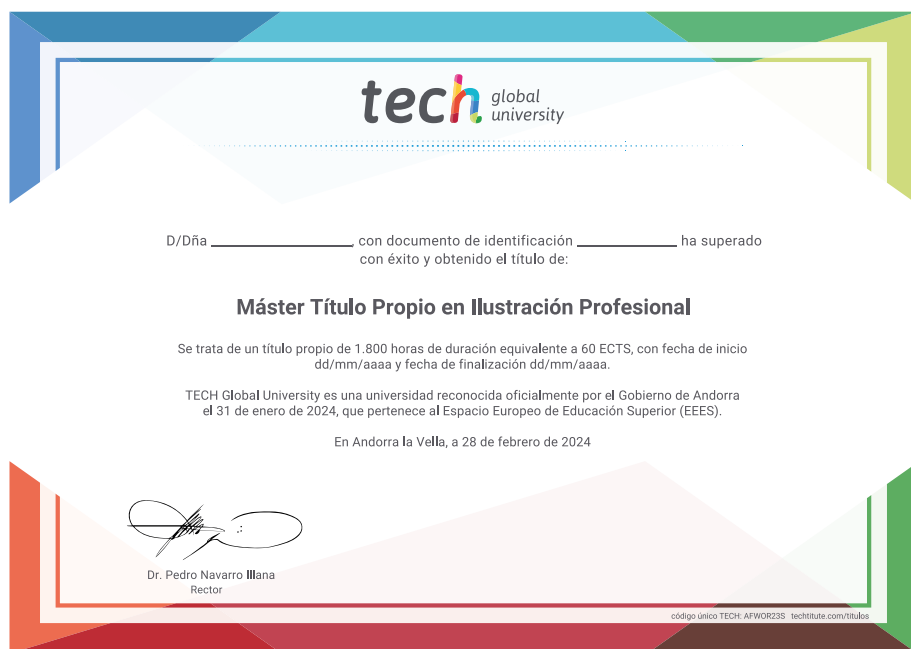 tech global
university
D/Dña ______________, con documento de identificación __________ ha superado
con éxito y obtenido el título de:
Máster Título Propio en Ilustración Profesional
Se trata de un título propio de 1.800 horas de duración equivalente a 60 ECTS, con fecha de inicio
dd/mm/aaaa y fecha de finalización dd/mm/aaaa.
TECH Global University es una universidad reconocida oficialmente por el Gobierno de Andorra
el 31 de enero de 2024, que pertenece al Espacio Europeo de Educación Superior (EEES).
En Andorra la Vella, a 28 de febrero de 2024
Dr. Pedro Navarro Illana
Rector
código único TECH: AFWOR23S techtitute.com/titulos